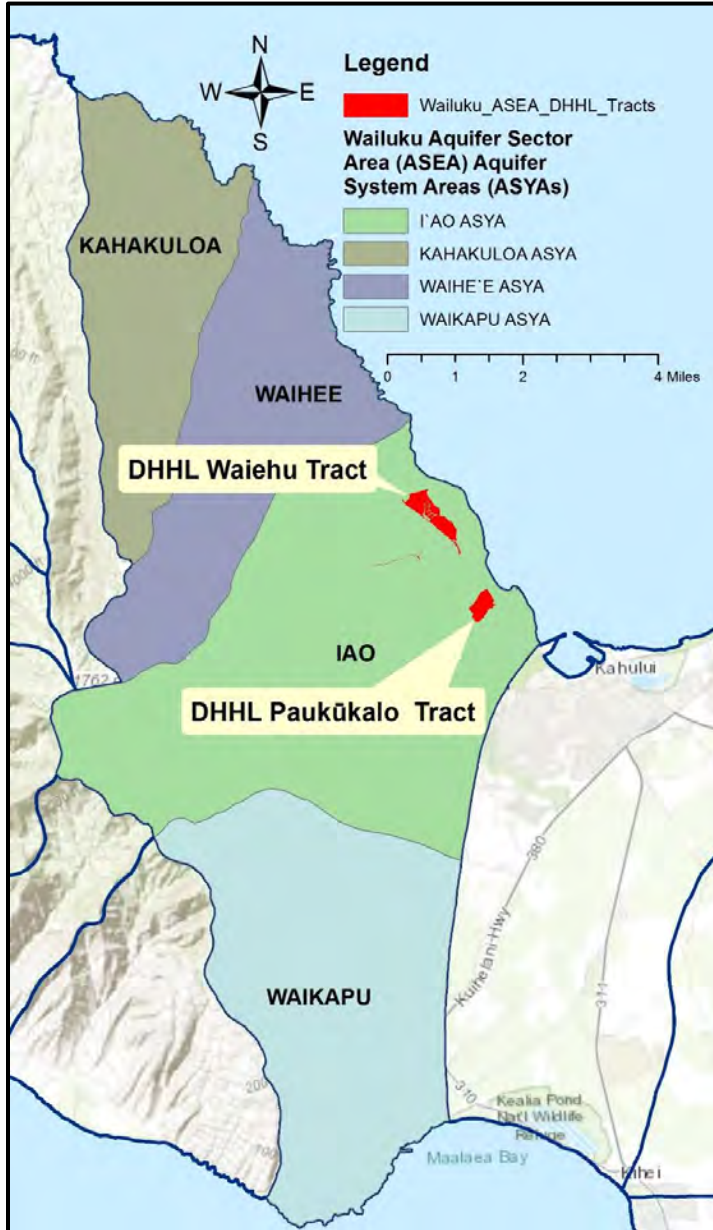 N
W
E
S
Legend
Wailuku_ASEA_DHHL_Tracts
Wailuku Aquifer Sector
Area (ASEA) Aquifer
System Areas (ASYAs)
I`AO ASYA
KAHAKULOA ASYA
WAIHE`E ASYA
WAIKAPU ASYA
0 1 2 4 Miles
KAHAKULOA
WAIHEE
DHHL Waiehu Tract
IAO
DHHL Paukūkalo Tract
Kahului
380
Kuihelani Hwy
311
WAIKAPU
310
Kealia Pond
Nat'l Wildlife
Refuge
Maalaea Bay
Kihei